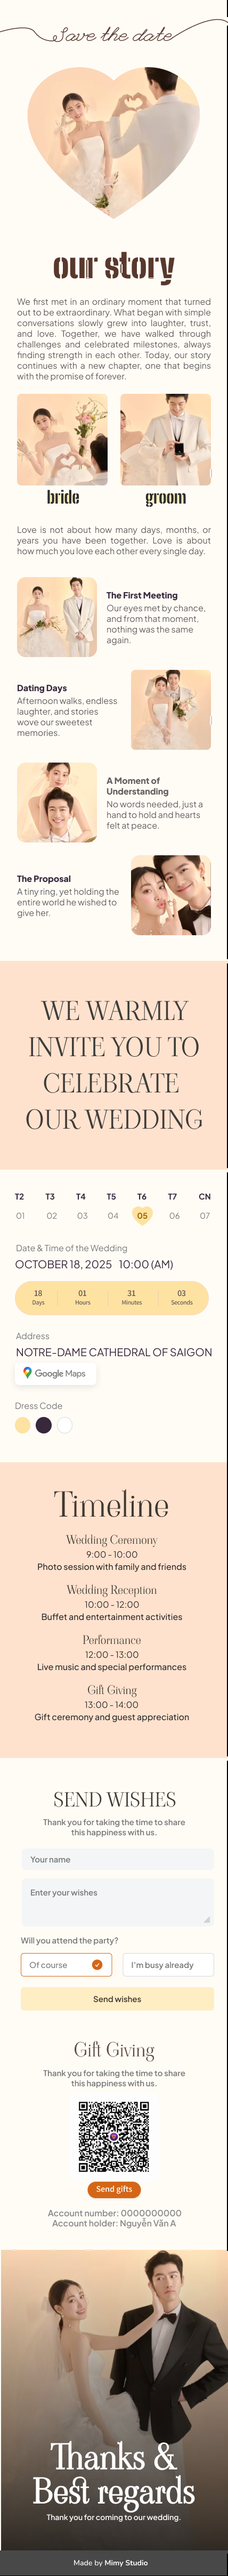 Save the date
our story
We first met in an ordinary moment that turned
out to be extraordinary. What began with simple
conversations slowly grew into laughter, trust,
and love. Together, we have walked through
challenges and celebrated milestones, always
finding strength in each other. Today, our story
continues with a new chapter, one that begins
with the promise of forever.
bride
groom
Love is not about how many days, months, or
years you have been together. Love is about
how much you love each other every single day.
The First Meeting
Our eyes met by chance,
and from that moment,
nothing was the same
again.
Dating Days
Afternoon walks, endless
laughter, and stories
wove our sweetest
memories.
A Moment of
Understanding
No words needed, just a
hand to hold and hearts
felt at peace.
The Proposal
A tiny ring, yet holding the
entire world he wished to
give her.
WE WARMLY
INVITE YOU TO
CELEBRATE
OUR WEDDING
T2 T3 T4 T5 T6 T7 CN
01 02 03 04 05 06 07
Date & Time of the Wedding
OCTOBER 18, 2025 10:00 (AM)
18 01 31 03
Days Hours Minutes Seconds
Address
NOTRE-DAME CATHEDRAL OF SAIGON
Google Maps
Dress Code
Timeline
Wedding Ceremony
9:00 - 10:00
Photo session with family and friends
Wedding Reception
10:00 - 12:00
Buffet and entertainment activities
Performance
12:00 - 13:00
Live music and special performances
Gift Giving
13:00 - 14:00
Gift ceremony and guest appreciation
SEND WISHES
Thank you for taking the time to share
this happiness with us.
Your name
Enter your wishes
Will you attend the party?
Of course
I'm busy already
Send wishes
Gift Giving
Thank you for taking the time to share
this happiness with us.
Send gifts
Account number: 0000000000
Account holder: Nguyễn Văn A
Thanks &
Best regards
Thank you for coming to our wedding.
Made by Mimy Studio